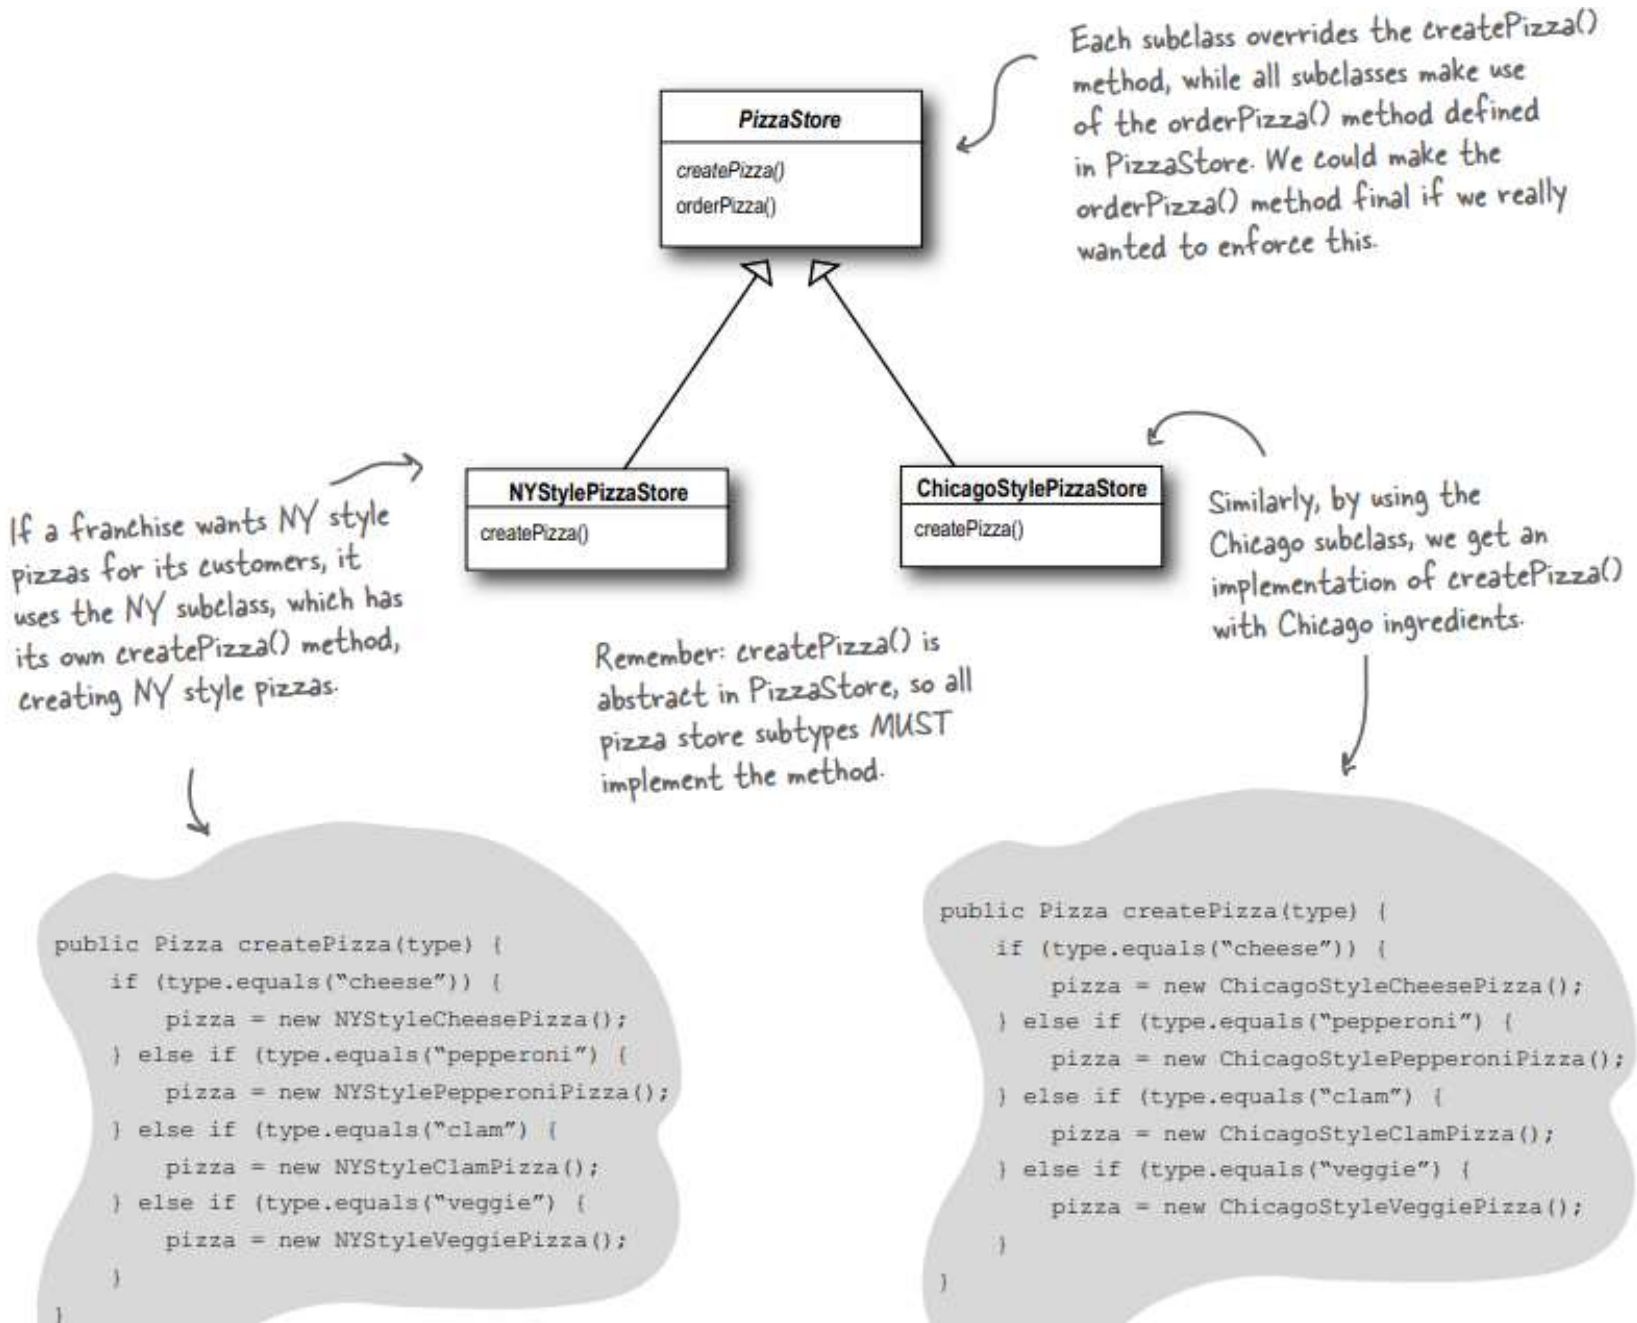 Each subclass overrides the createPizza()
method, while all subclasses make use
of the orderPizza() method defined
in PizzaStore. We could make the
orderPizza() method final if we really
wanted to enforce this.
PizzaStore
createPizza()
orderPizza()
NYStylePizzaStore
createPizza()
ChicagoStylePizzaStore
createPizza()
If a franchise wants NY style
pizzas for its customers, it
uses the NY subclass, which has
its own createPizza() method,
creating NY style pizzas.
Similarly, by using the
Chicago subclass, we get an
implementation of createPizza()
with Chicago ingredients.
Remember: createPizza() is
abstract in PizzaStore, so all
pizza store subtypes MUST
implement the method.
public Pizza createPizza(type) {
if (type.equals("cheese")) {
pizza = new NYStyleCheesePizza();
} else if (type.equals("pepperoni") {
pizza = new NYStylePepperoniPizza();
} else if (type.equals("clam") {
pizza = new NYStyleClamPizza();
} else if (type.equals("veggie") {
pizza = new NYStyleVeggiePizza();
}
}
public Pizza createPizza(type) {
if (type.equals("cheese")) {
pizza = new ChicagoStyleCheesePizza();
} else if (type.equals("pepperoni") {
pizza = new ChicagoStylePepperoniPizza();
} else if (type.equals("clam") {
pizza = new ChicagoStyleClamPizza();
} else if (type.equals("veggie") {
pizza = new ChicagoStyleVeggiePizza();
}
}